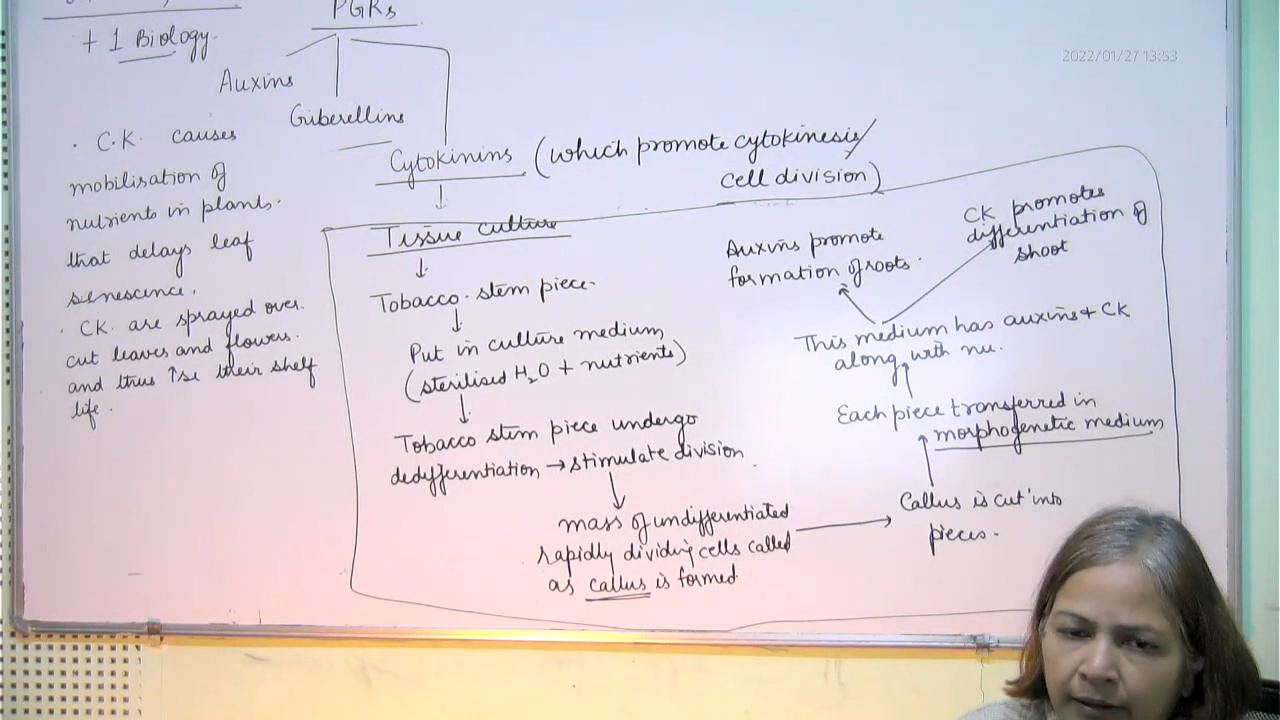 PGRs
+ 1 Biology.
2022/01/27 13:53
Auxins
Giberellins
Cytokinins (which promote cytokinesis/
cell division)
. C.K. causes
mobilisation of
nutrients in plants.
that delays leaf
senescence.
. CK. are sprayed over
cut leaves and flowers.
and thus ↑se their shelf
life.
↓
Tissue culture
↓
Tobacco stem piece.
↓
Put in culture medium
(sterilised H2O + nutrients)
↓
Tobacco stem piece undergo
dedifferentiation → stimulate division.
↓
mass of undifferentiated
rapidly dividing cells called
as callus is formed
→
Callus is cut into
pieces.
Each piece transferred in
morphogenetic medium
This medium has auxins + CK
along with nu.
Auxins promote
formation of roots.
CK promotes
differentiation of
shoot